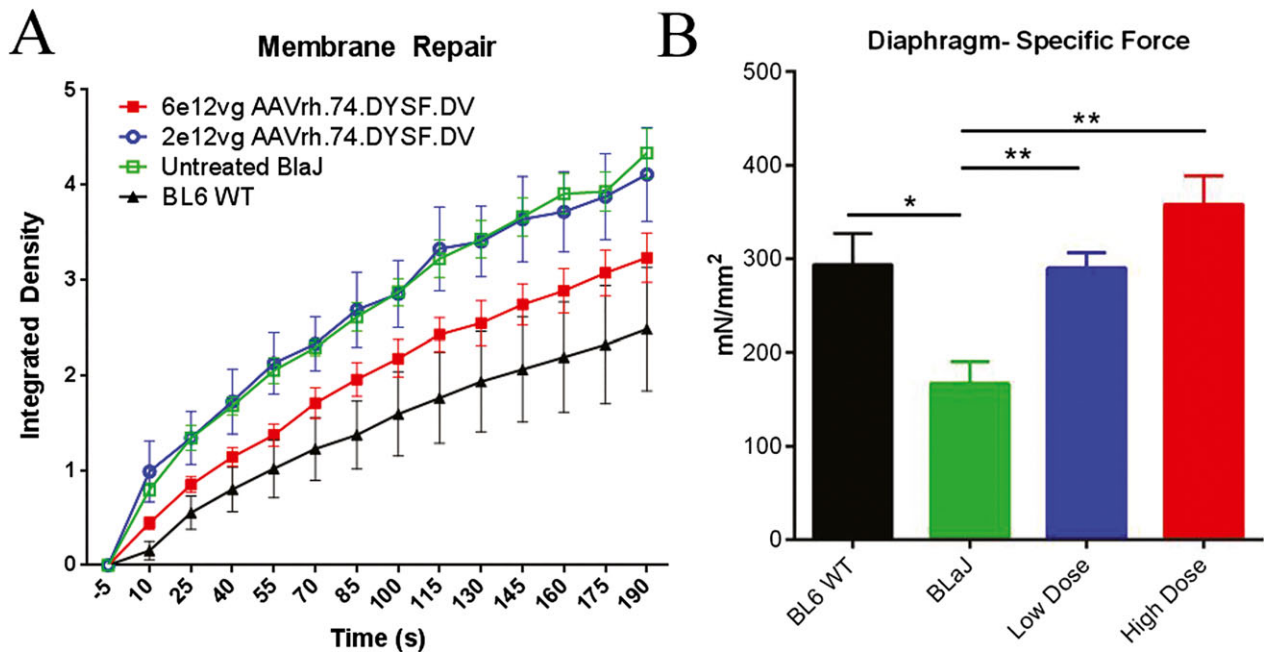 A
Membrane Repair
5
4
3
2
1
0
Integrated Density
6e12vg AAVrh.74.DYSF.DV
2e12vg AAVrh.74.DYSF.DV
Untreated BlaJ
BL6 WT
-5 10 25 40 55 70 85 100 115 130 145 160 175 190
Time (s)
B
Diaphragm- Specific Force
500
400
300
200
100
0
mN/mm²
*
**
**
BL6 WT
BLaJ
Low Dose
High Dose